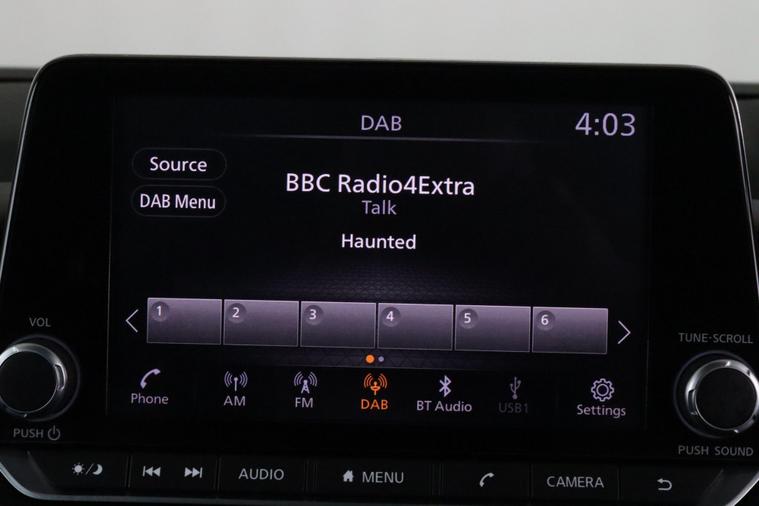 DAB 4:03
Source
DAB Menu
BBC Radio4Extra
Talk
Haunted
1 2 3 4 5 6
Phone AM FM DAB BT Audio USB1 Settings
VOL
PUSH
TUNE·SCROLL
PUSH SOUND
AUDIO MENU CAMERA